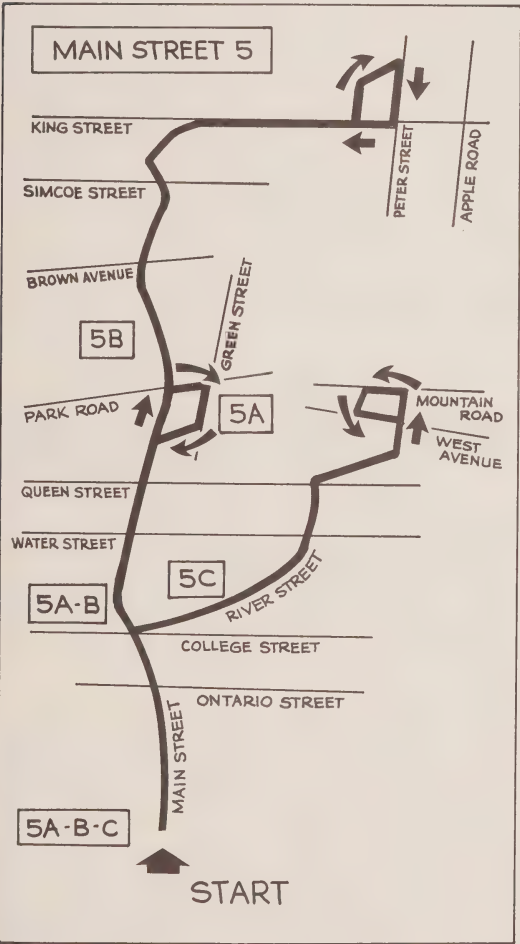 MAIN STREET 5
KING STREET
PETER STREET
APPLE ROAD
SIMCOE STREET
BROWN AVENUE
GREEN STREET
5B
PARK ROAD
5A
MOUNTAIN
ROAD
WEST
AVENUE
QUEEN STREET
WATER STREET
5C
RIVER STREET
5A-B
COLLEGE STREET
ONTARIO STREET
MAIN STREET
5A-B-C
START